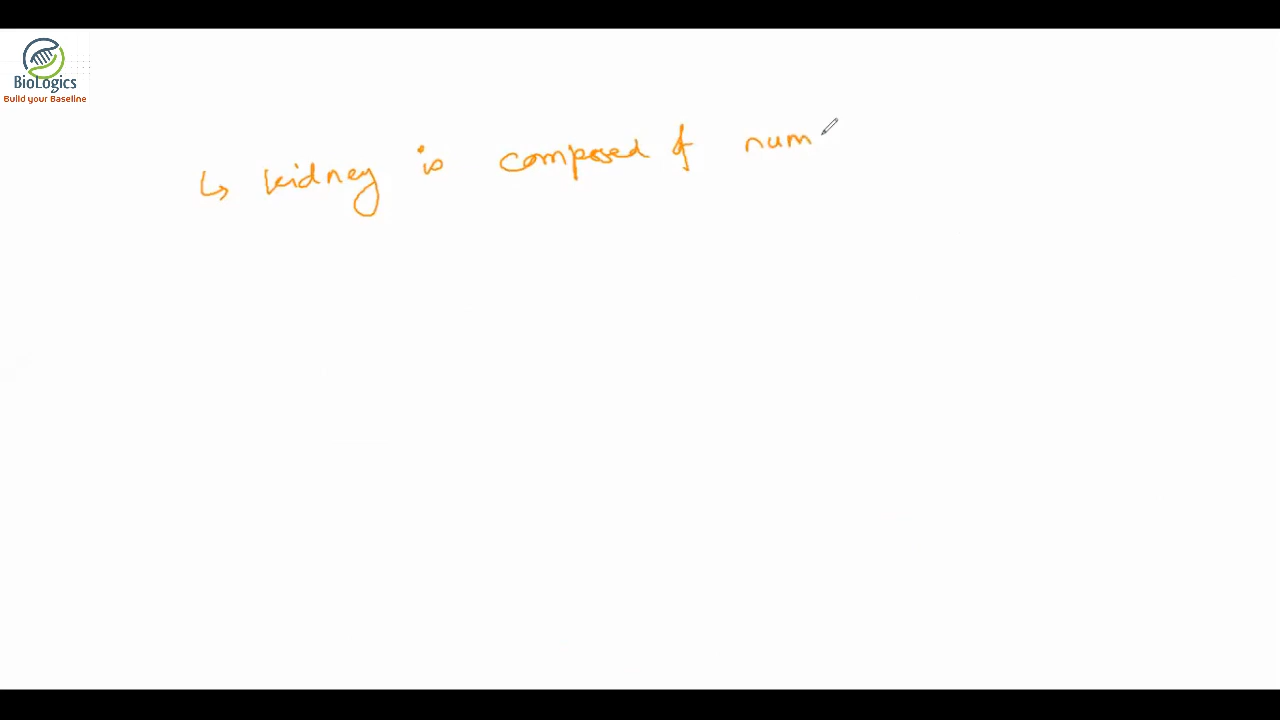 BioLogics
Build your Baseline
↳ kidney is composed of num